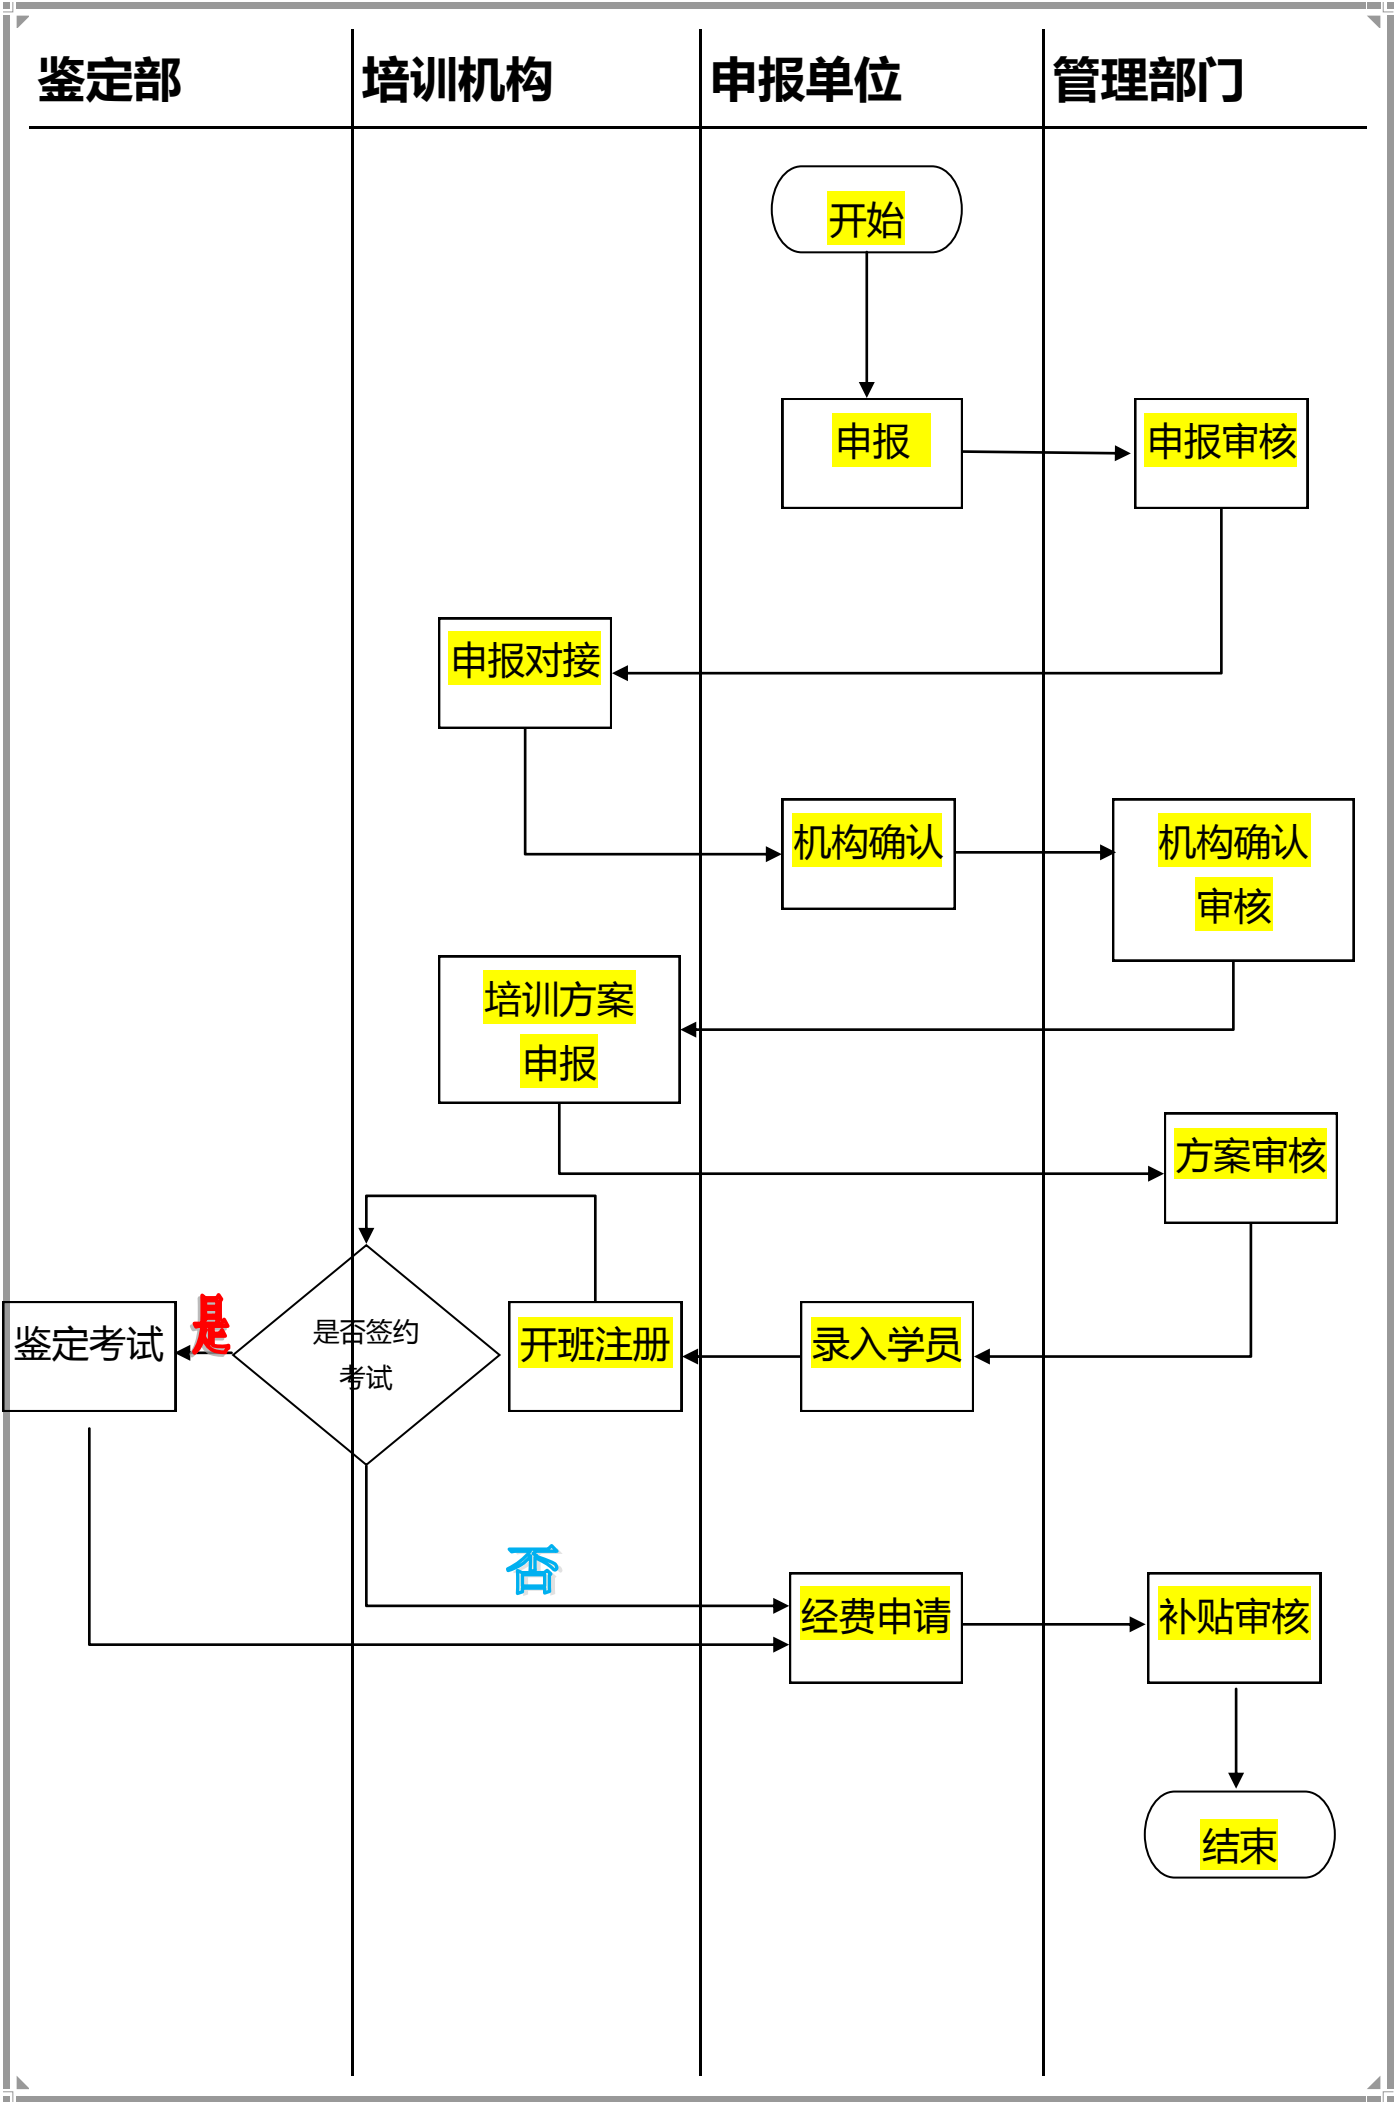 鉴定部
培训机构
申报单位
管理部门
开始
申报
申报审核
申报对接
机构确认
机构确认
审核
培训方案
申报
方案审核
鉴定考试
是
是否签约
考试
开班注册
录入学员
否
经费申请
补贴审核
结束